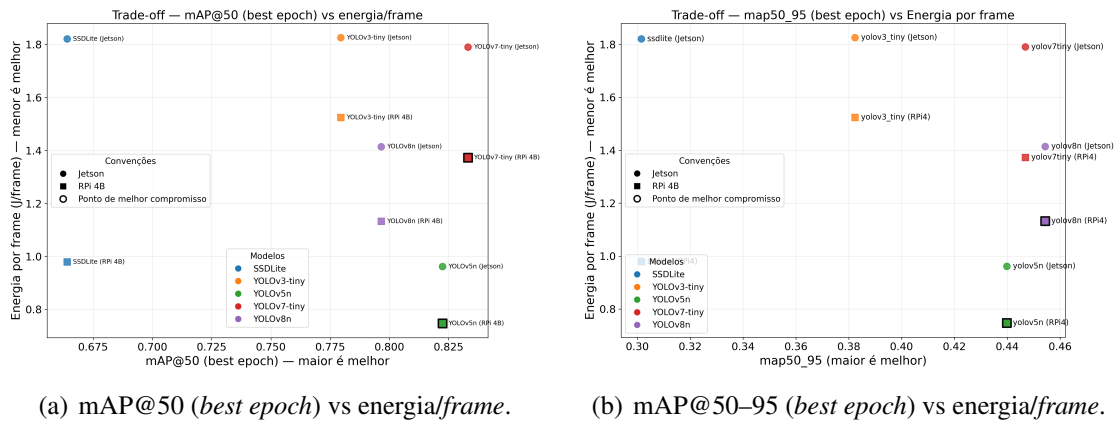 Trade-off — mAP@50 (best epoch) vs energia/frame
Energia por frame (J/frame) — menor é melhor
1.8
1.6
1.4
1.2
1.0
0.8
SSDLite (Jetson)
YOLOv3-tiny (Jetson)
YOLOv7-tiny (Jetson)
YOLOv3-tiny (RPi 4B)
YOLOv8n (Jetson)
YOLOv7-tiny (RPi 4B)
Convenções
Jetson
RPi 4B
Ponto de melhor compromisso
YOLOv8n (RPi 4B)
SSDLite (RPi 4B)
YOLOv5n (Jetson)
Modelos
SSDLite
YOLOv3-tiny
YOLOv5n
YOLOv7-tiny
YOLOv8n
YOLOv5n (RPi 4B)
0.675
0.700
0.725
0.750
0.775
0.800
0.825
mAP@50 (best epoch) — maior é melhor
(a) mAP@50 (best epoch) vs energia/frame.
Trade-off — map50_95 (best epoch) vs Energia por frame
Energia por frame (J/frame) — menor é melhor
1.8
1.6
1.4
1.2
1.0
0.8
ssdlite (Jetson)
yolov3_tiny (Jetson)
yolov7tiny (Jetson)
yolov3_tiny (RPi4)
yolov8n (Jetson)
yolov7tiny (RPi4)
Convenções
Jetson
RPi 4B
Ponto de melhor compromisso
yolov8n (RPi4)
yolov5n (Jetson)
Modelos
SSDLite
YOLOv3-tiny
YOLOv5n
YOLOv7-tiny
YOLOv8n
yolov5n (RPi4)
0.30
0.32
0.34
0.36
0.38
0.40
0.42
0.44
0.46
map50_95 (maior é melhor)
(b) mAP@50–95 (best epoch) vs energia/frame.